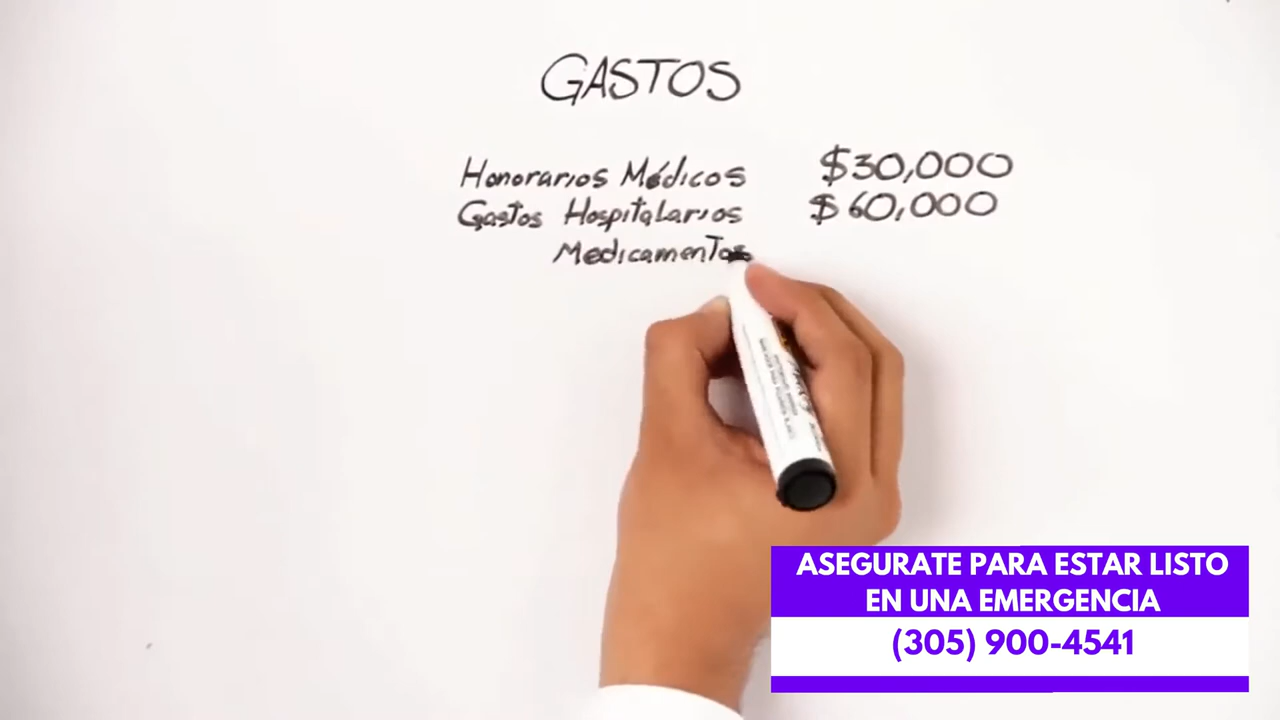 GASTOS
Honorarios Médicos $30,000
Gastos Hospitalarios $60,000
Medicamentos
ASEGURATE PARA ESTAR LISTO
EN UNA EMERGENCIA
(305) 900-4541